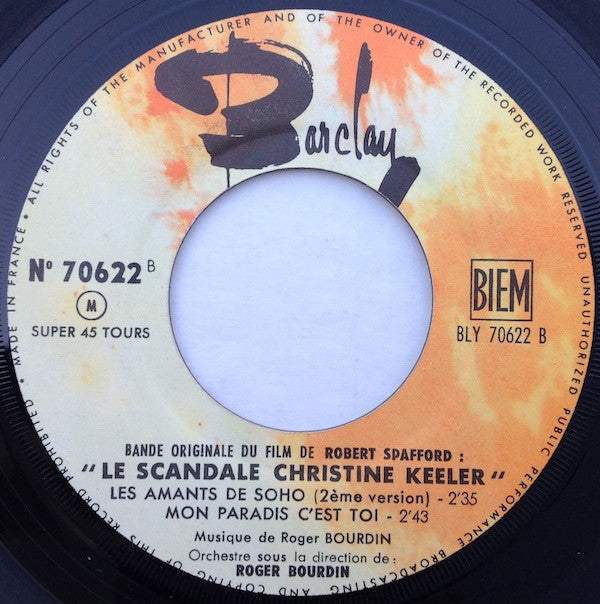 • MADE IN FRANCE • ALL RIGHTS OF THE MANUFACTURER AND OF THE OWNER OF THE RECORDED WORK RESERVED UNAUTHORIZED PUBLIC PERFORMANCE BROADCASTING AND COPYING OF THIS RECORD PROHIBITED
Barclay
Nº 70622 B
M
SUPER 45 TOURS
BIEM
BLY 70622 B
BANDE ORIGINALE DU FILM DE ROBERT SPAFFORD :
"LE SCANDALE CHRISTINE KEELER"
LES AMANTS DE SOHO (2ème version) - 2'35
MON PARADIS C'EST TOI - 2'43
Musique de Roger BOURDIN
Orchestre sous la direction de :
ROGER BOURDIN